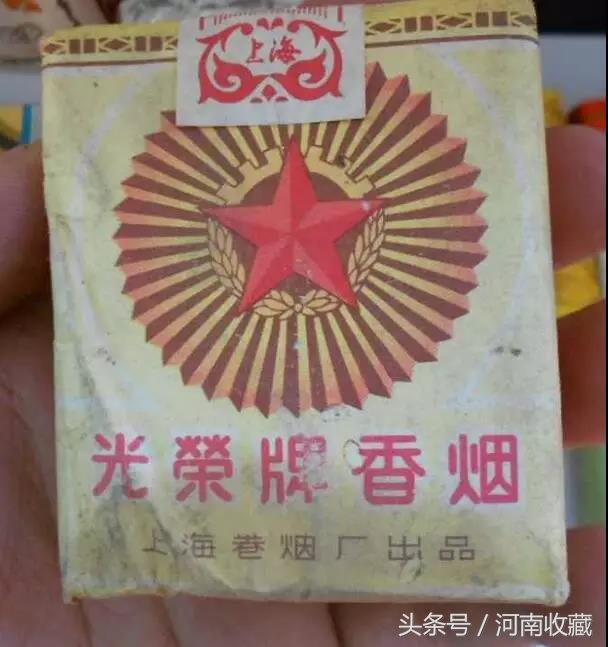 上海
光榮牌香烟
上海卷烟厂出品
头条号 / 河南收藏